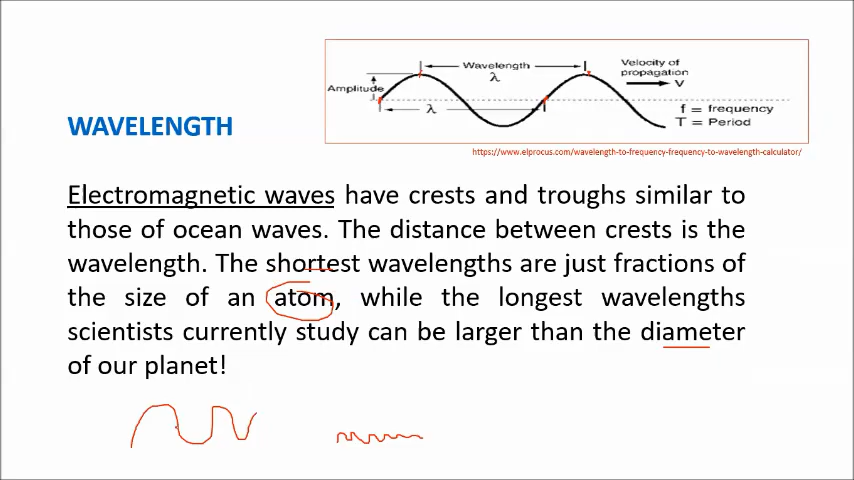 Wavelength
λ
Velocity of
propagation
V
Amplitude
λ
f = frequency
T = Period
WAVELENGTH
https://www.elprocus.com/wavelength-to-frequency-frequency-to-wavelength-calculator/
Electromagnetic waves have crests and troughs similar to
those of ocean waves. The distance between crests is the
wavelength. The shortest wavelengths are just fractions of
the size of an atom, while the longest wavelengths
scientists currently study can be larger than the diameter
of our planet!